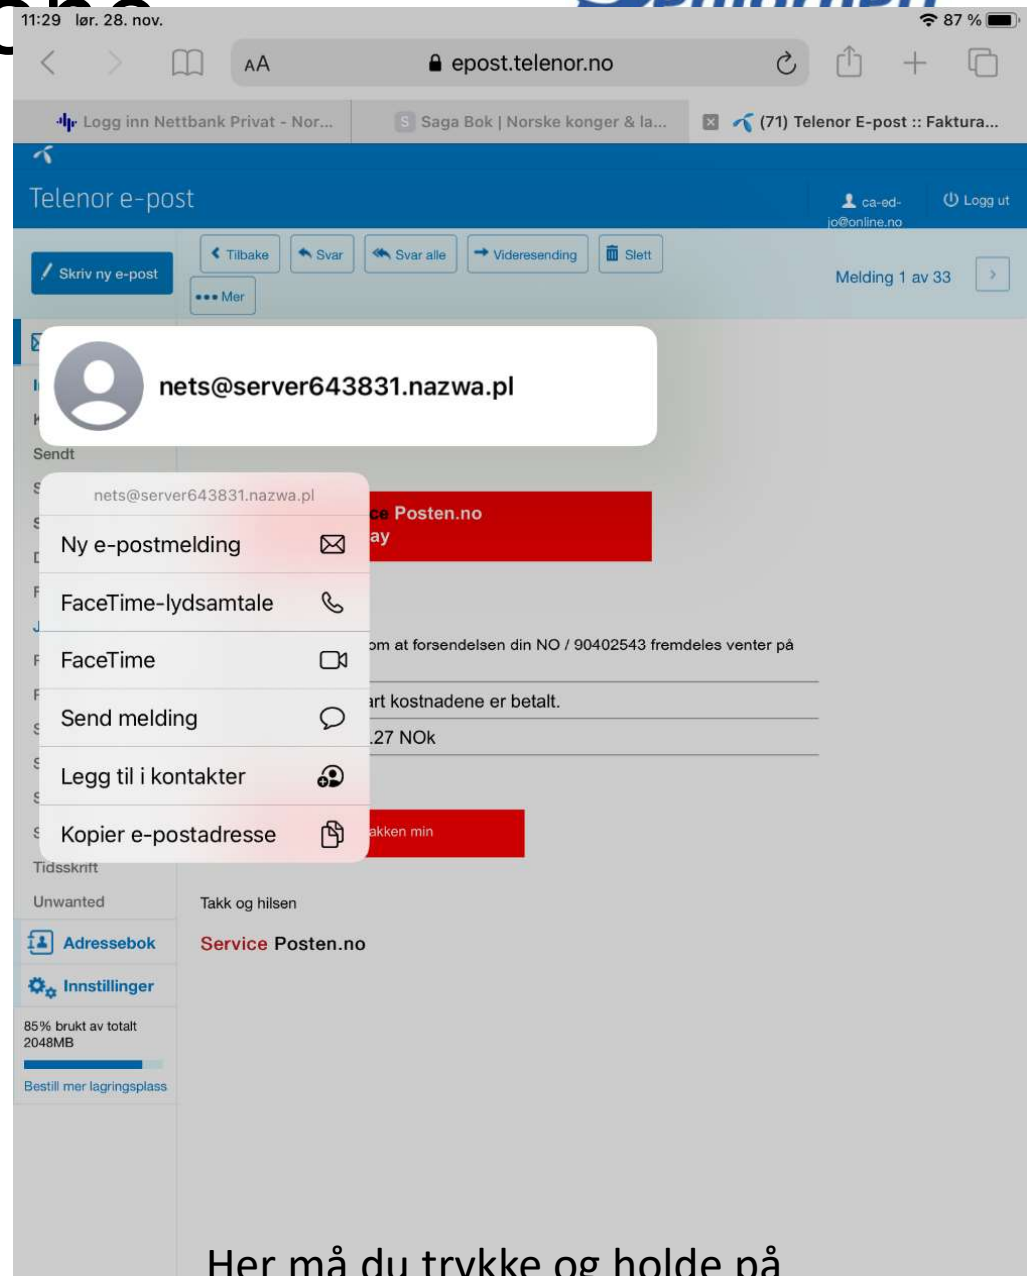 11:29 lør. 28. nov.
87 %
AA
epost.telenor.no
Logg inn Nettbank Privat - Nor...
S Saga Bok | Norske konger & la...
(71) Telenor E-post :: Faktura...
Telenor e-post
ca-ed-
jo@online.no
Logg ut
Skriv ny e-post
Tilbake
Svar
Svar alle
Videresending
Slett
Mer
Melding 1 av 33
nets@server643831.nazwa.pl
Sendt
nets@server643831.nazwa.pl
Ny e-postmelding
FaceTime-lydsamtale
FaceTime
Send melding
Legg til i kontakter
Kopier e-postadresse
ce Posten.no
ay
om at forsendelsen din NO / 90402543 fremdeles venter på
art kostnadene er betalt.
.27 NOk
akken min
Tidsskrift
Unwanted
Takk og hilsen
Service Posten.no
Adressebok
Innstillinger
85% brukt av totalt
2048MB
Bestill mer lagringsplass
Her må du trykke og holde på